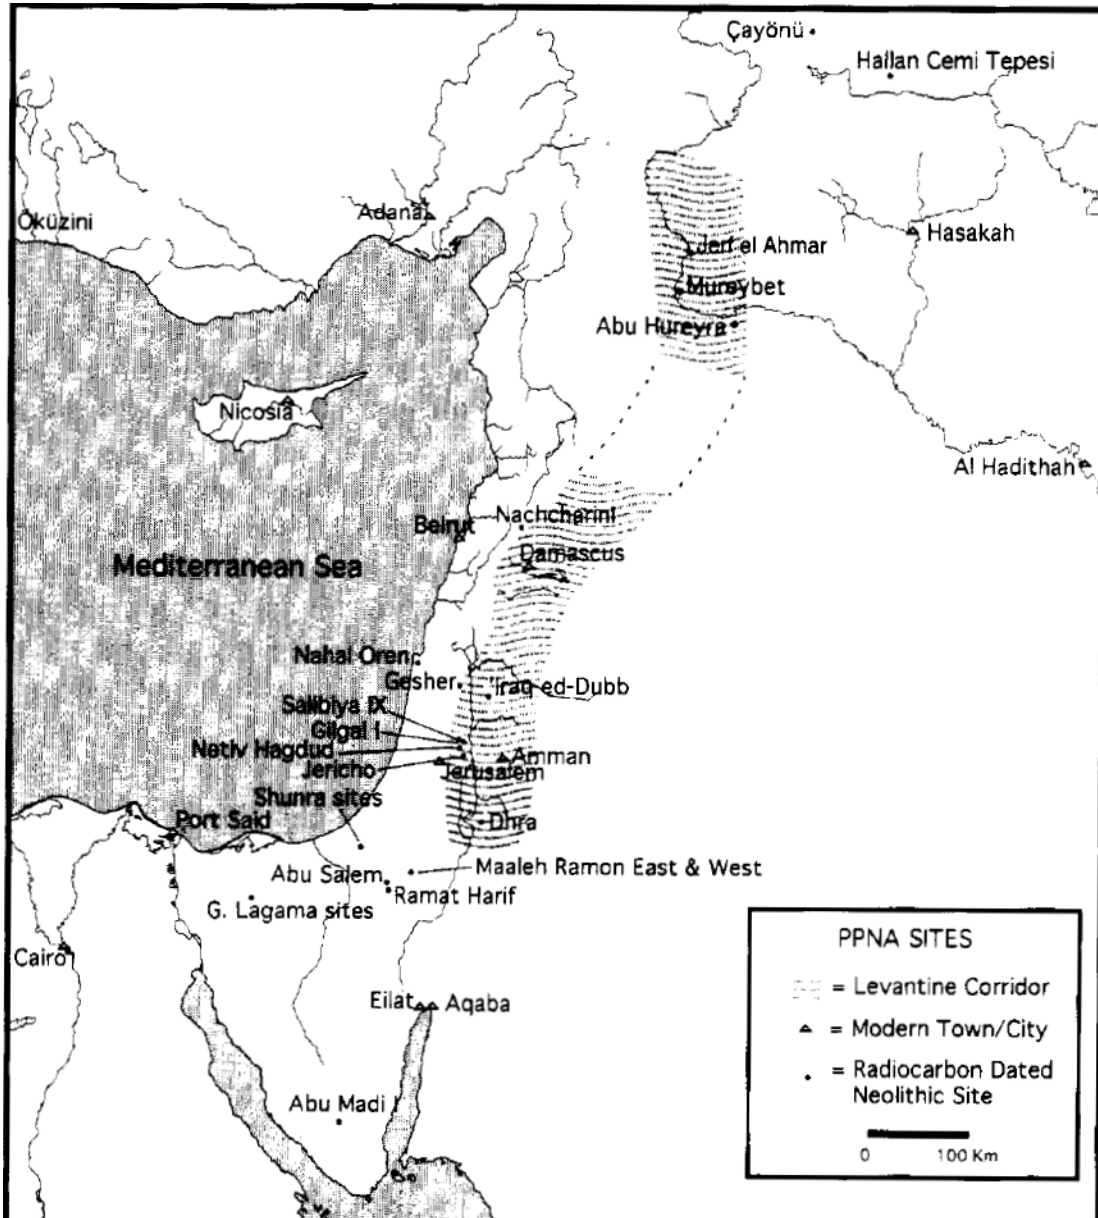 Çayönü
Hallan Cemi Tepesi
Öküzini
Adana
Hasakah
Jerf el Ahmar
Mureybet
Abu Hureyra
Nicosia
Al Hadithah
Nachcharini
Beirut
Damascus
Mediterranean Sea
Nahal Oren
Gesher
Iraq ed-Dubb
Salibiya IX
Gilgal I
Netiv Hagdud
Amman
Jericho
Jerusalem
Shunra sites
Port Said
Dhra
Maaleh Ramon East & West
Abu Salem
Ramat Harif
G. Lagama sites
Cairo
Eilat
Aqaba
Abu Madi I
PPNA SITES
= Levantine Corridor
= Modern Town/City
= Radiocarbon Dated
Neolithic Site
0 100 Km